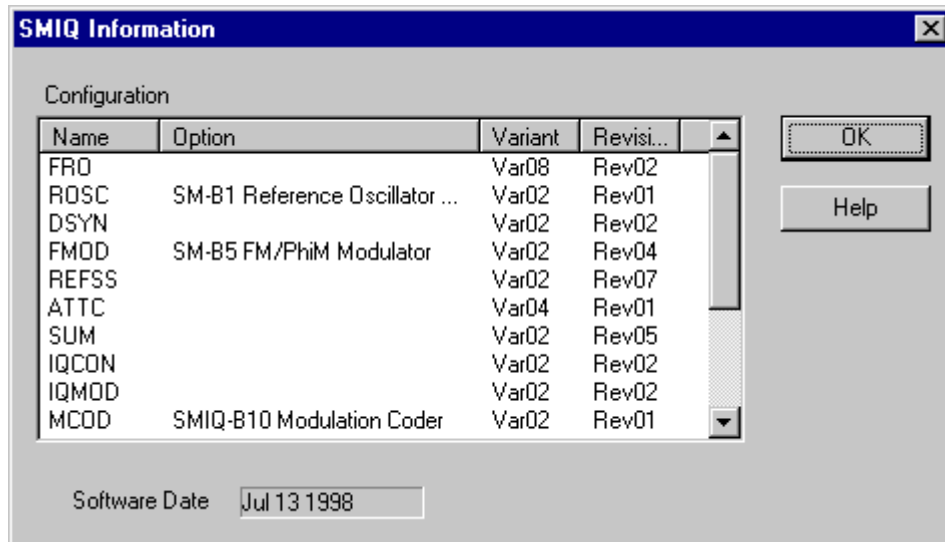 SMIQ Information
Configuration
Name Option Variant Revisi...
FRO Var08 Rev02
ROSC SM-B1 Reference Oscillator ... Var02 Rev01
DSYN Var02 Rev02
FMOD SM-B5 FM/PhiM Modulator Var02 Rev04
REFSS Var02 Rev07
ATTC Var04 Rev01
SUM Var02 Rev05
IQCON Var02 Rev02
IQMOD Var02 Rev02
MCOD SMIQ-B10 Modulation Coder Var02 Rev01
OK
Help
Software Date Jul 13 1998